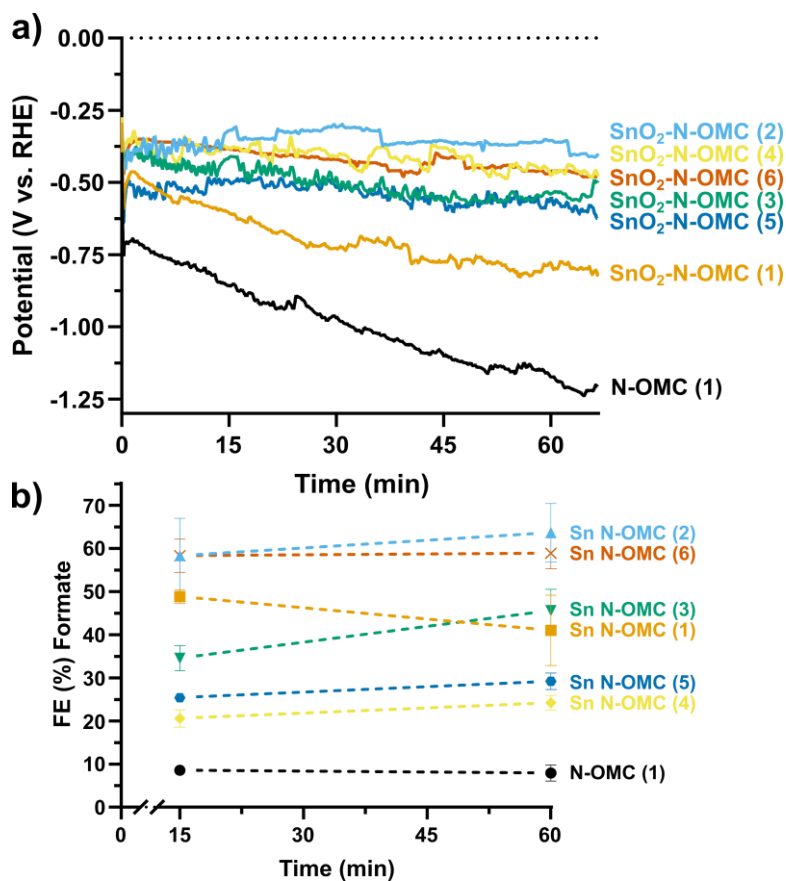 a)
0.00
-0.25
-0.50
-0.75
-1.00
-1.25
Potential (V vs. RHE)
SnO₂-N-OMC (2)
SnO₂-N-OMC (4)
SnO₂-N-OMC (6)
SnO₂-N-OMC (3)
SnO₂-N-OMC (5)
SnO₂-N-OMC (1)
N-OMC (1)
0 15 30 45 60
Time (min)
b)
70
60
50
40
30
20
10
0
FE (%) Formate
Sn N-OMC (2)
Sn N-OMC (6)
Sn N-OMC (3)
Sn N-OMC (1)
Sn N-OMC (5)
Sn N-OMC (4)
N-OMC (1)
0 15 30 45 60
Time (min)